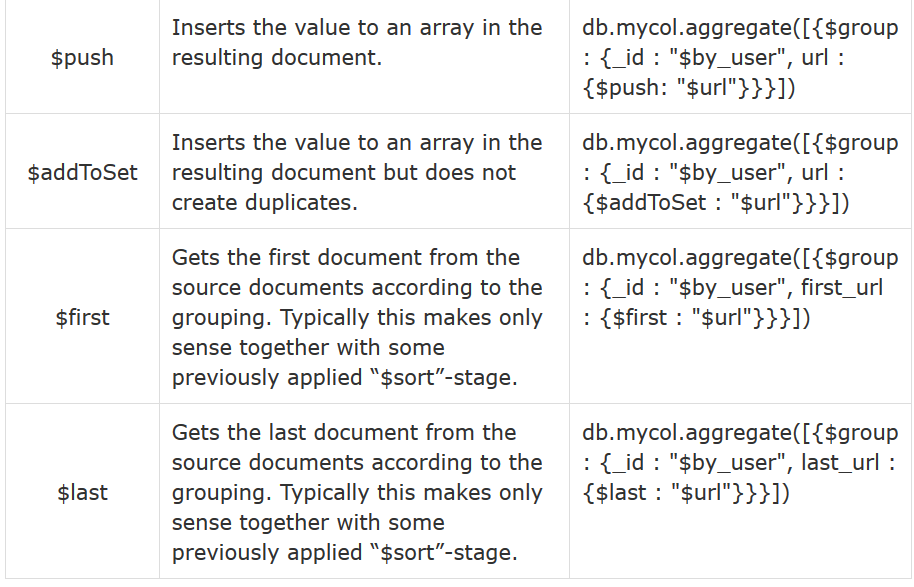 $push
Inserts the value to an array in the
resulting document.
db.mycol.aggregate([{$group
: {_id : "$by_user", url :
{$push: "$url"}}}])
$addToSet
Inserts the value to an array in the
resulting document but does not
create duplicates.
db.mycol.aggregate([{$group
: {_id : "$by_user", url :
{$addToSet : "$url"}}}])
$first
Gets the first document from the
source documents according to the
grouping. Typically this makes only
sense together with some
previously applied “$sort”-stage.
db.mycol.aggregate([{$group
: {_id : "$by_user", first_url
: {$first : "$url"}}}])
$last
Gets the last document from the
source documents according to the
grouping. Typically this makes only
sense together with some
previously applied “$sort”-stage.
db.mycol.aggregate([{$group
: {_id : "$by_user", last_url :
{$last : "$url"}}}])